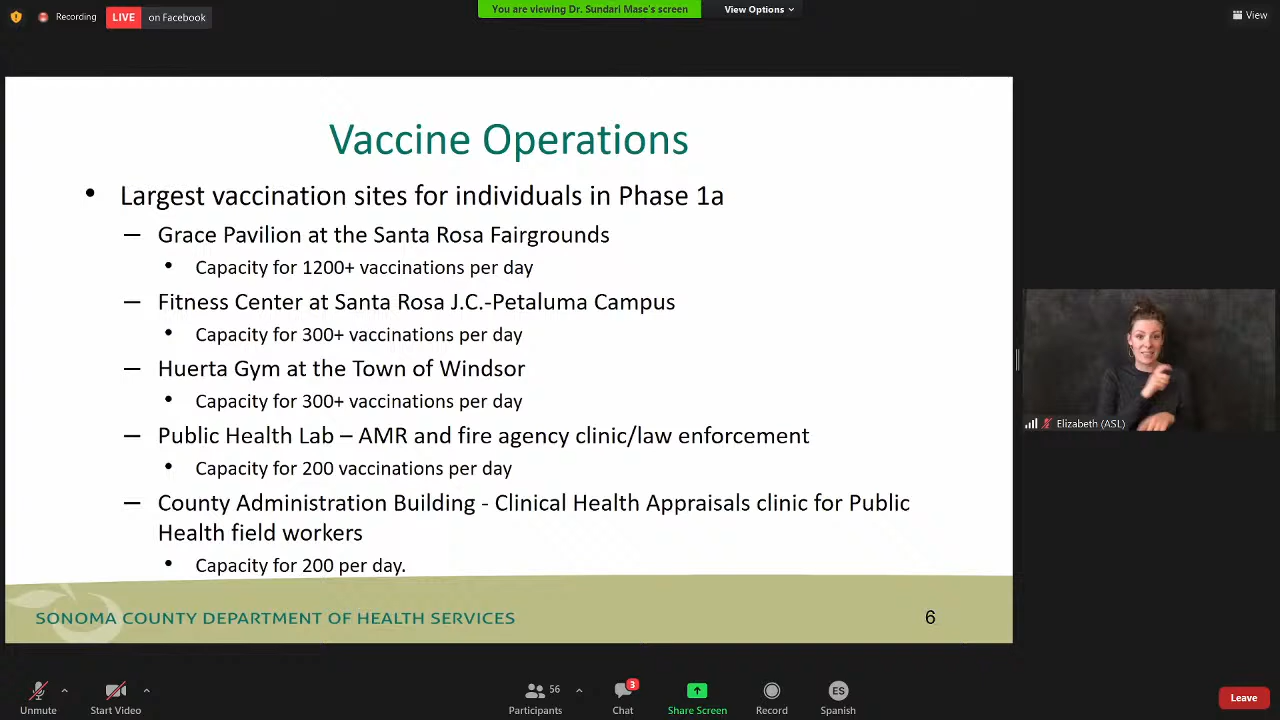 Recording
LIVE on Facebook
You are viewing Dr. Sundari Mase's screen
View Options
View
Vaccine Operations
• Largest vaccination sites for individuals in Phase 1a
– Grace Pavilion at the Santa Rosa Fairgrounds
• Capacity for 1200+ vaccinations per day
– Fitness Center at Santa Rosa J.C.-Petaluma Campus
• Capacity for 300+ vaccinations per day
– Huerta Gym at the Town of Windsor
• Capacity for 300+ vaccinations per day
– Public Health Lab – AMR and fire agency clinic/law enforcement
• Capacity for 200 vaccinations per day
– County Administration Building - Clinical Health Appraisals clinic for Public
Health field workers
• Capacity for 200 per day.
SONOMA COUNTY DEPARTMENT OF HEALTH SERVICES
6
Elizabeth (ASL)
Unmute
Start Video
56
Participants
3
Chat
Share Screen
Record
ES
Spanish
Leave